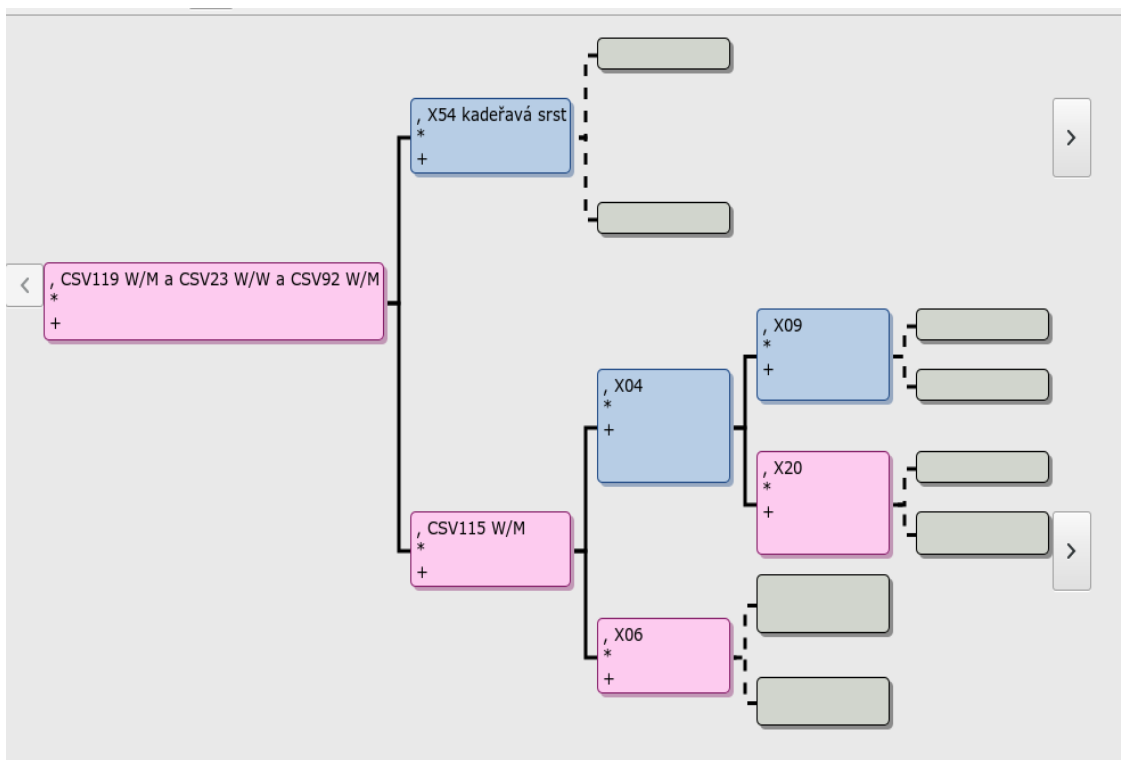 , X54 kadeřavá srst
*
+
, CSV119 W/M a CSV23 W/W a CSV92 W/M
*
+
, X09
*
+
, X04
*
+
, X20
*
+
, CSV115 W/M
*
+
, X06
*
+